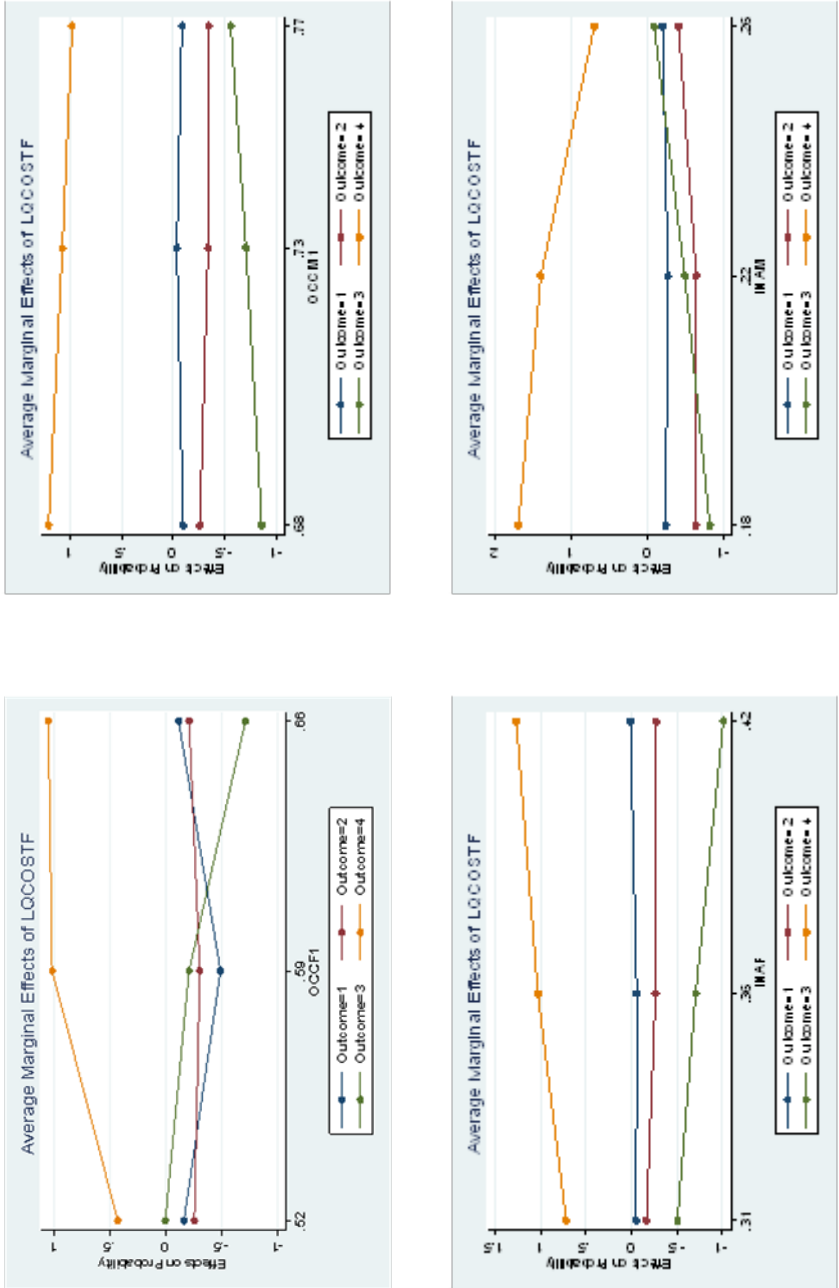 Average Marginal Effects of LQCOSTF
Effects on Probability
1
.5
0
-.5
-1
.52 .59 .66
OCCF1
Outcome=1 Outcome=2
Outcome=3 Outcome=4
Average Marginal Effects of LQCOSTF
Effects on Probability
1
.5
0
-.5
-1
.68 .73 .77
OCCM1
Outcome=1 Outcome=2
Outcome=3 Outcome=4
Average Marginal Effects of LQCOSTF
Effects on Probability
1.5
1
.5
0
-.5
-1
.31 .36 .42
INAF
Outcome=1 Outcome=2
Outcome=3 Outcome=4
Average Marginal Effects of LQCOSTF
Effects on Probability
2
1
0
-1
.18 .22 .26
INAM
Outcome=1 Outcome=2
Outcome=3 Outcome=4